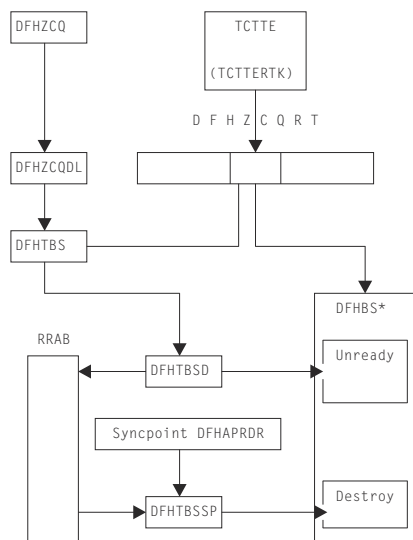 DFHZCQ
TCTTE
(TCTTERTK)
D F H Z C Q R T
DFHZCQDL
DFHTBS
DFHBS*
RRAB
Unready
DFHTBSD
Syncpoint DFHAPRDR
DFHTBSSP
Destroy